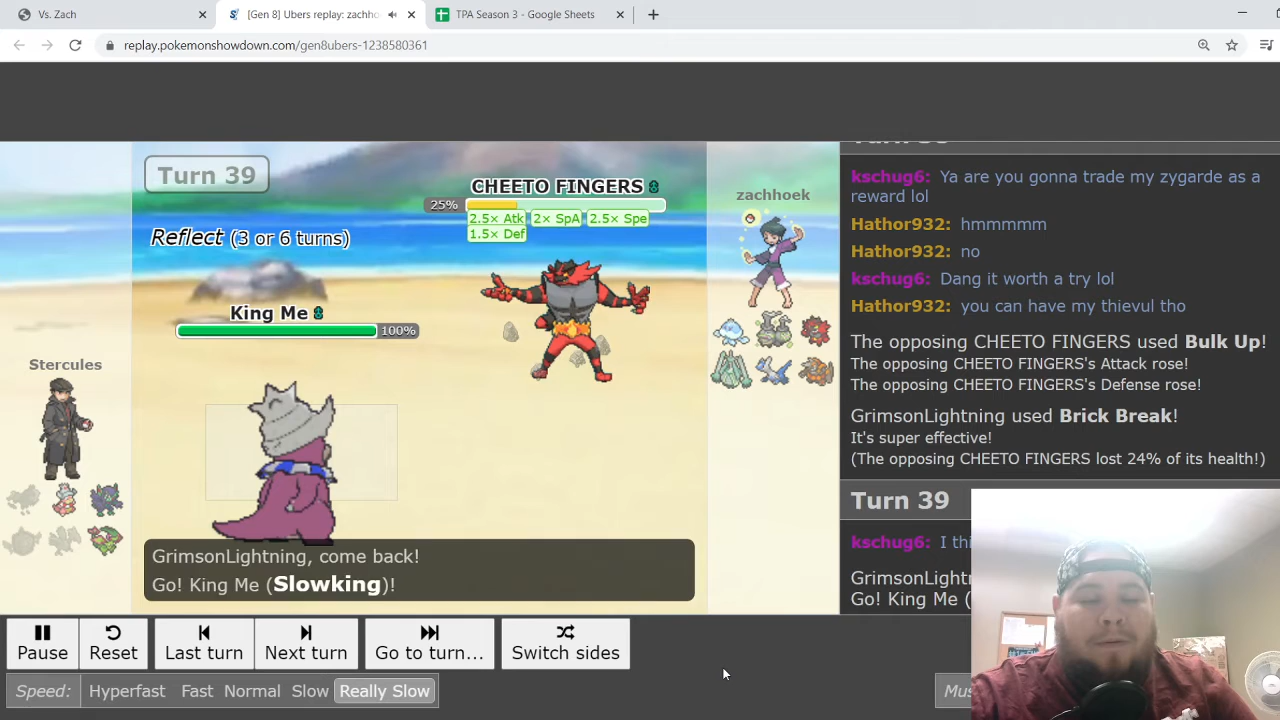 Vs. Zach
[Gen 8] Ubers replay: zachho
TPA Season 3 - Google Sheets
replay.pokemonshowdown.com/gen8ubers-1238580361
Turn 39
CHEETO FINGERS
25%
2.5× Atk 2× SpA 2.5× Spe
1.5× Def
Reflect (3 or 6 turns)
King Me
100%
Stercules
zachhoek
GrimsonLightning, come back!
Go! King Me (Slowking)!
kschug6: Ya are you gonna trade my zygarde as a
reward lol
Hathor932: hmmmmm
Hathor932: no
kschug6: Dang it worth a try lol
Hathor932: you can have my thievul tho
The opposing CHEETO FINGERS used Bulk Up!
The opposing CHEETO FINGERS's Attack rose!
The opposing CHEETO FINGERS's Defense rose!
GrimsonLightning used Brick Break!
It's super effective!
(The opposing CHEETO FINGERS lost 24% of its health!)
Turn 39
kschug6: I thi
GrimsonLightn
Go! King Me (
Pause
Reset
Last turn
Next turn
Go to turn...
Switch sides
Speed:
Hyperfast
Fast
Normal
Slow
Really Slow
Mus